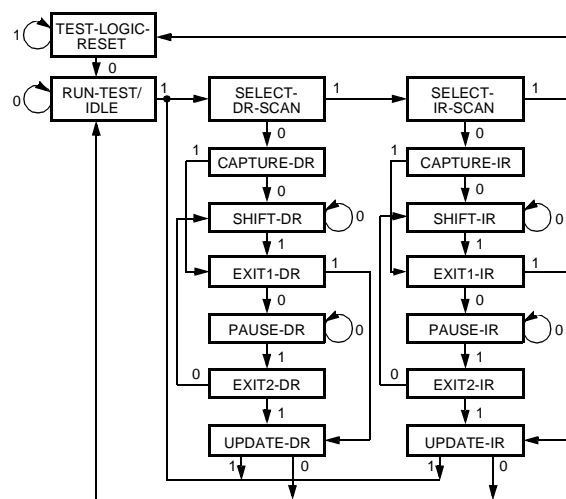 TEST-LOGIC-
RESET
1
0
RUN-TEST/
IDLE
0
1
SELECT-
DR-SCAN
1
0
SELECT-
IR-SCAN
1
0
CAPTURE-DR
1
0
CAPTURE-IR
1
0
SHIFT-DR
0
1
SHIFT-IR
0
1
EXIT1-DR
1
0
EXIT1-IR
1
0
PAUSE-DR
0
1
PAUSE-IR
0
1
EXIT2-DR
0
1
EXIT2-IR
0
1
UPDATE-DR
1
0
UPDATE-IR
1
0